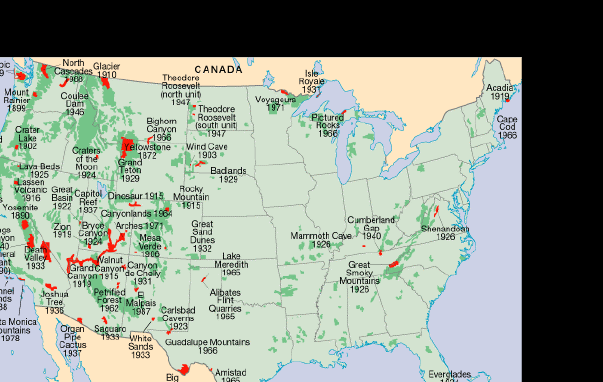 CANADA
North
Cascades
1968
Glacier
1910
Mount
Rainier
1899
Coulee
Dam
1946
Theodore
Roosevelt
(north unit)
1947
Theodore
Roosevelt
(south unit)
1947
Voyageurs
1971
Isle
Royale
1931
Pictured
Rocks
1966
Acadia
1919
Cape
Cod
1966
Crater
Lake
1902
Craters
of the
Moon
1924
Bighorn
Canyon
1966
Yellowstone
1872
Grand
Teton
1929
Wind Cave
1903
Badlands
1929
Lava Beds
1925
Lassen
Volcanic
1916
Great
Basin
1922
Capitol
Reef
1937
Dinosaur 1915
Rocky
Mountain
1915
Yosemite
1890
Canyonlands 1964
Zion
1919
Bryce
Canyon
1924
Arches 1971
Mesa
Verde
1906
Great
Sand
Dunes
1932
Mammoth Cave
1926
Cumberland
Gap
1940
Shenandoah
1926
Death
Valley
1933
Grand
Canyon
1919
Walnut
Canyon
1915
Canyon
de Chelly
1931
Lake
Meredith
1965
Great
Smoky
Mountains
1926
Joshua
Tree
1936
Petrified
Forest
1962
El
Malpais
1987
Alibates
Flint
Quarries
1965
Organ
Pipe
Cactus
1937
Saguaro
1933
White
Sands
1933
Carlsbad
Caverns
1923
Guadalupe Mountains
1966
Monica
1978
Big
Amistad
1965
Everglades